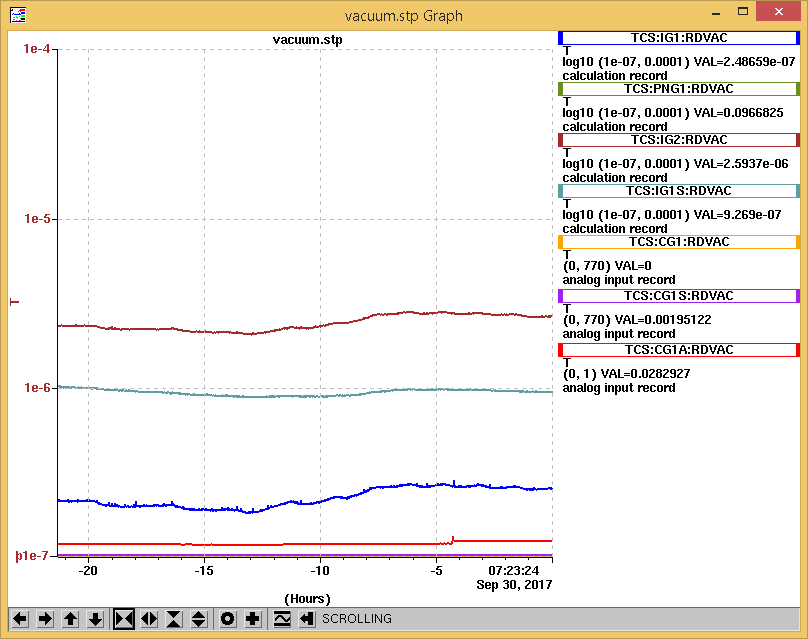 vacuum.stp Graph
vacuum.stp
1e-4
1e-5
T
1e-6
1e-7
-20
-15
-10
-5
07:23:24
Sep 30, 2017
(Hours)
TCS:IG1:RDVAC
T
log10 (1e-07, 0.0001) VAL=2.48659e-07
calculation record
TCS:PNG1:RDVAC
T
log10 (1e-07, 0.0001) VAL=0.0966825
calculation record
TCS:IG2:RDVAC
T
log10 (1e-07, 0.0001) VAL=2.5937e-06
calculation record
TCS:IG1S:RDVAC
T
log10 (1e-07, 0.0001) VAL=9.269e-07
calculation record
TCS:CG1:RDVAC
T
(0, 770) VAL=0
analog input record
TCS:CG1S:RDVAC
T
(0, 770) VAL=0.00195122
analog input record
TCS:CG1A:RDVAC
T
(0, 1) VAL=0.0282927
analog input record
SCROLLING